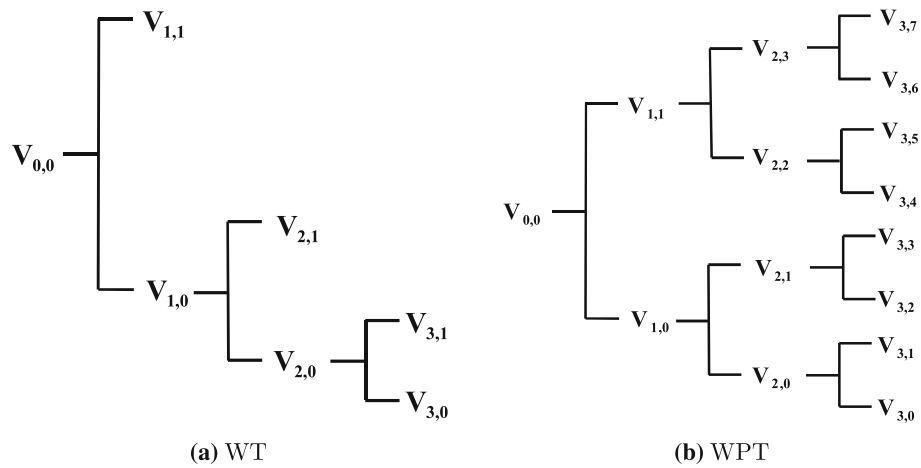 V1,1
V0,0
V2,1
V1,0
V3,1
V2,0
V3,0
(a) WT
V3,7
V2,3
V3,6
V1,1
V3,5
V2,2
V3,4
V0,0
V3,3
V2,1
V3,2
V1,0
V3,1
V2,0
V3,0
(b) WPT